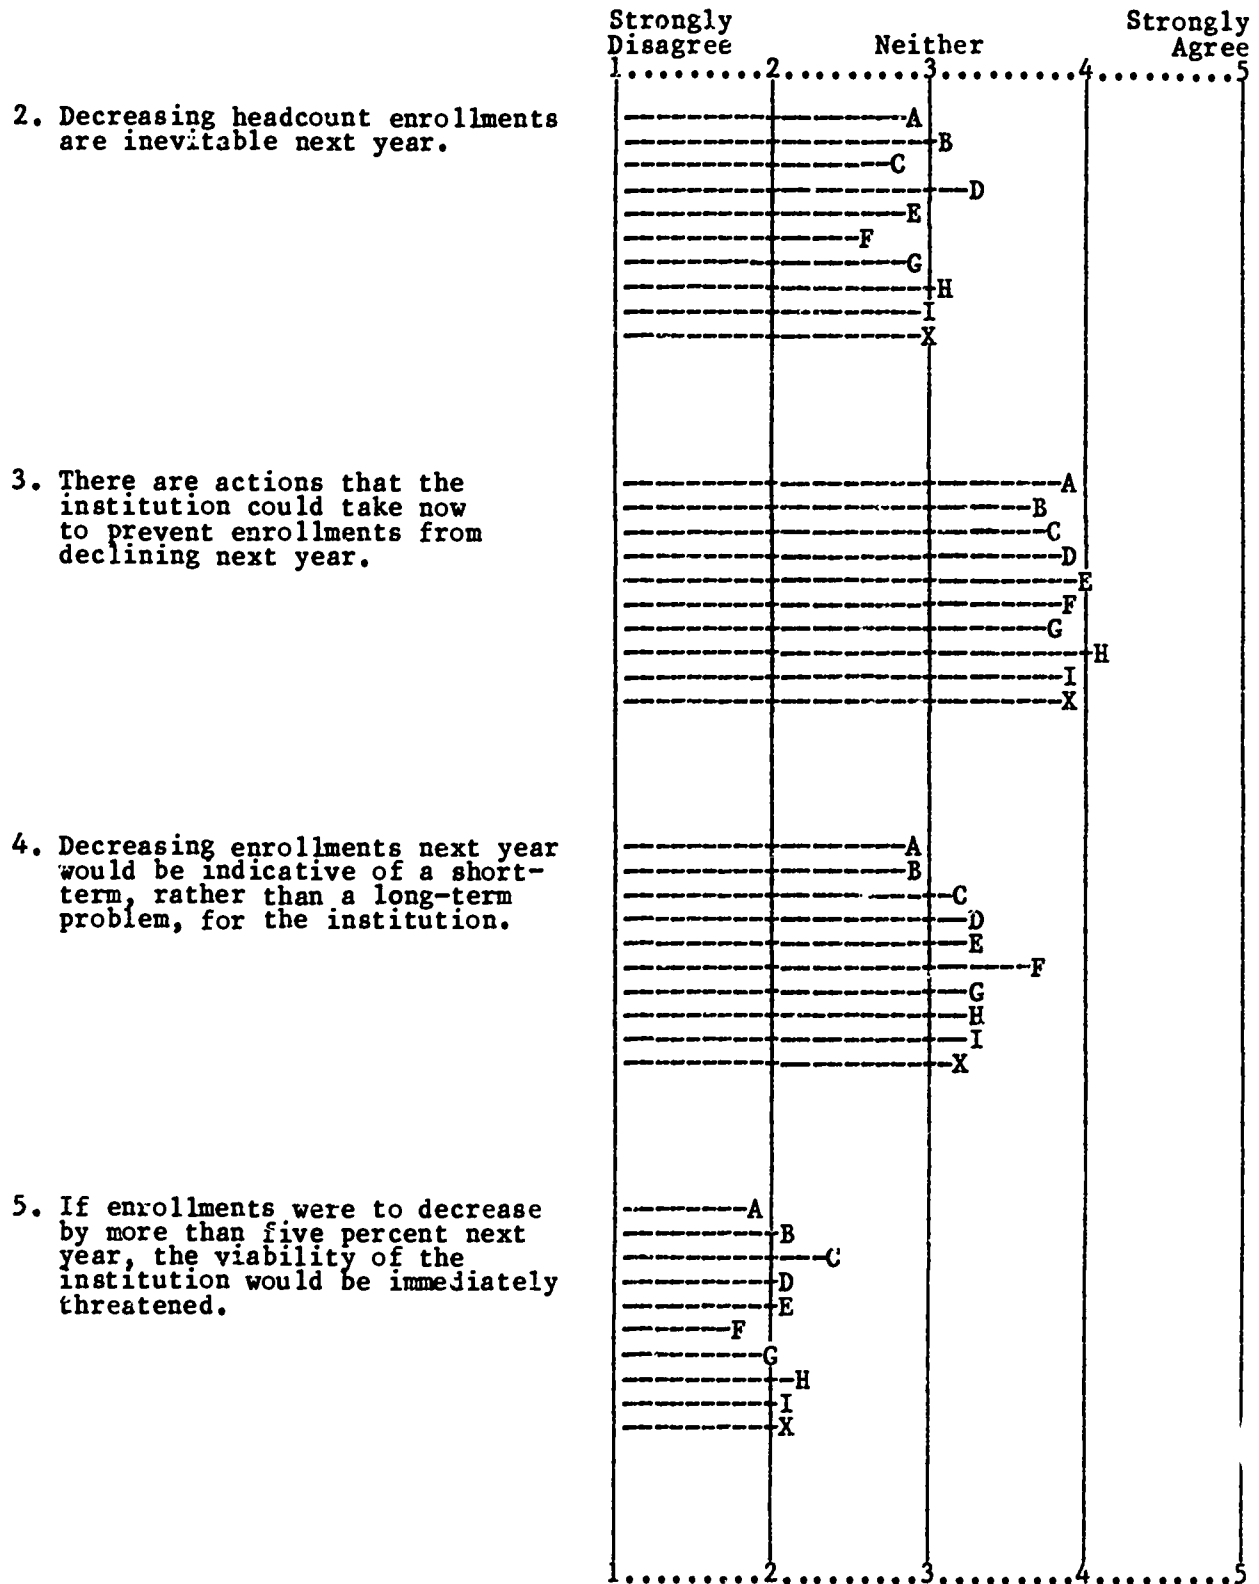 Strongly Strongly
Disagree Neither Agree
1.........2.........3.........4.........5
2. Decreasing headcount enrollments
are inevitable next year.
A
B
C
D
E
F
G
H
I
X
3. There are actions that the
institution could take now
to prevent enrollments from
declining next year.
A
B
C
D
E
F
G
H
I
X
4. Decreasing enrollments next year
would be indicative of a short-
term, rather than a long-term
problem, for the institution.
A
B
C
D
E
F
G
H
I
X
5. If enrollments were to decrease
by more than five percent next
year, the viability of the
institution would be immediately
threatened.
A
B
C
D
E
F
G
H
I
X
1.........2.........3.........4.........5